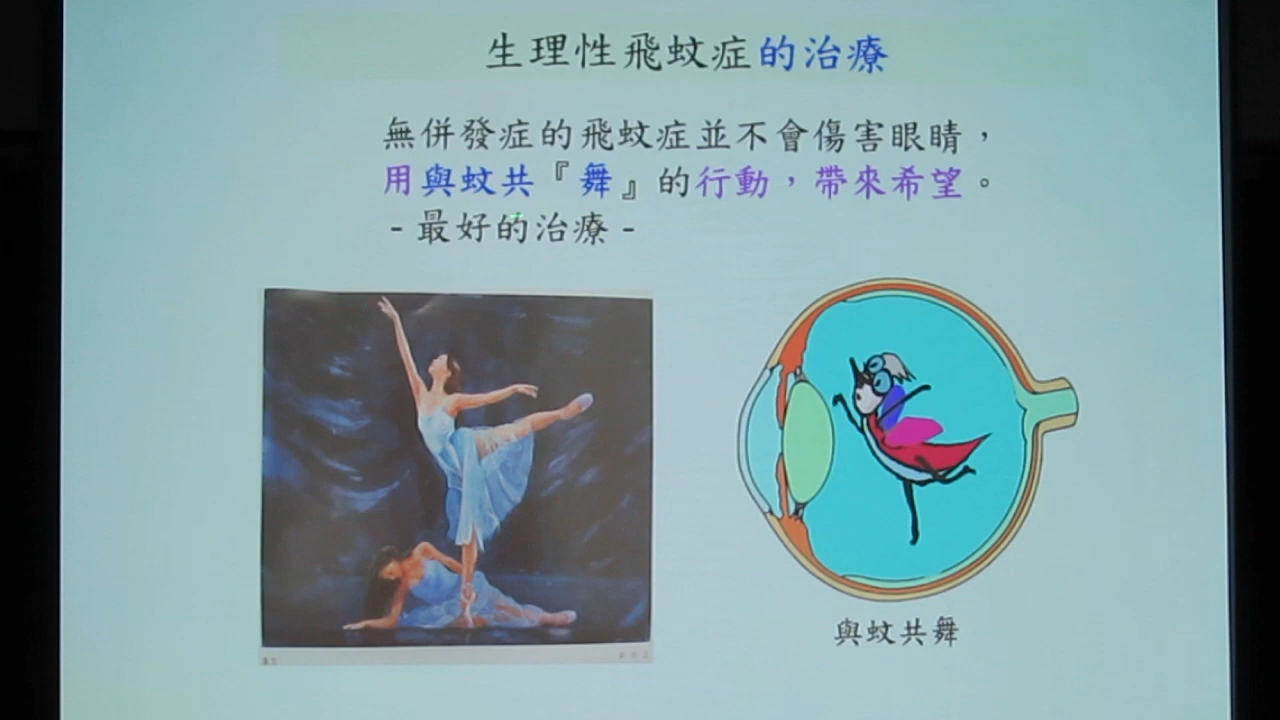 生理性飛蚊症的治療
無併發症的飛蚊症並不會傷害眼睛，
用與蚊共『舞』的行動，帶來希望。
-最好的治療-
與蚊共舞